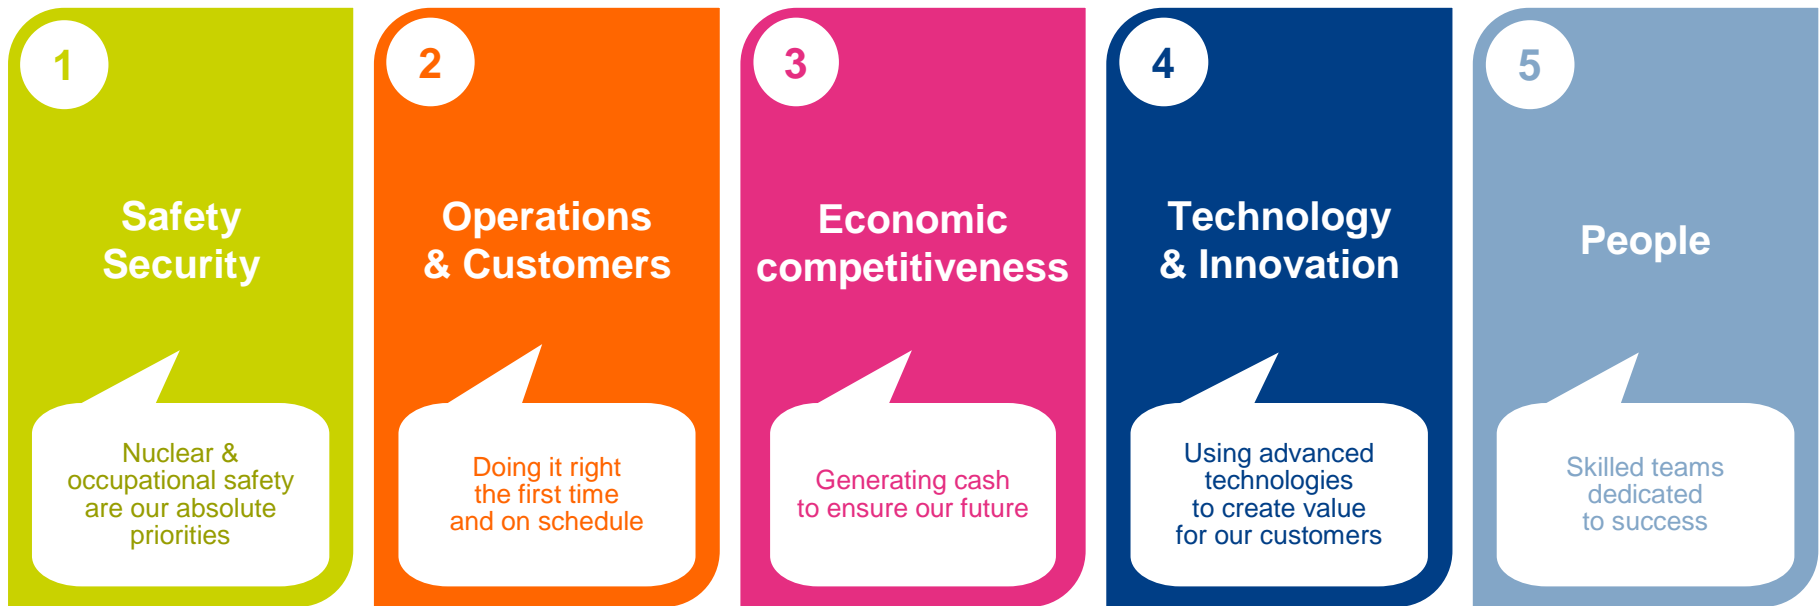 1
Safety
Security
Nuclear &
occupational safety
are our absolute
priorities
2
Operations
& Customers
Doing it right
the first time
and on schedule
3
Economic
competitiveness
Generating cash
to ensure our future
4
Technology
& Innovation
Using advanced
technologies
to create value
for our customers
5
People
Skilled teams
dedicated
to success